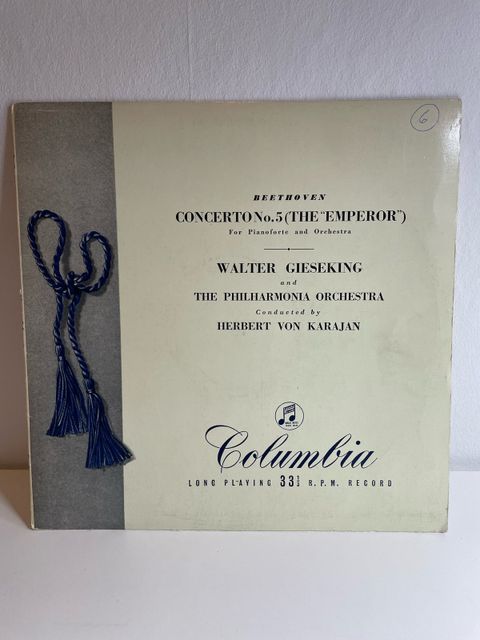 6
BEETHOVEN
CONCERTO No. 5 (THE "EMPEROR")
For Pianoforte and Orchestra
WALTER GIESEKING
and
THE PHILHARMONIA ORCHESTRA
Conducted by
HERBERT VON KARAJAN
Columbia
LONG PLAYING 33⅓ R.P.M. RECORD